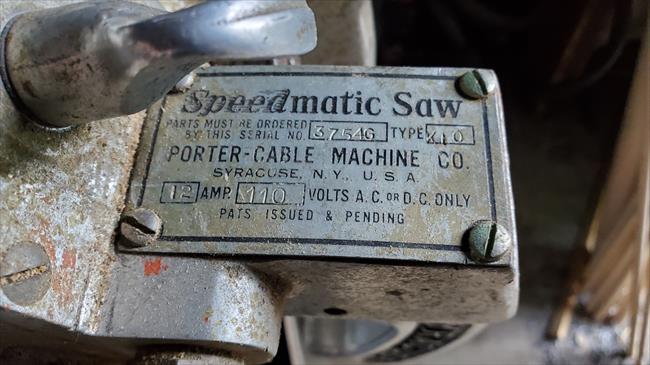 Speedmatic Saw
PARTS MUST BE ORDERED
BY THIS SERIAL NO. 37546 TYPE K10
PORTER-CABLE MACHINE CO.
SYRACUSE, N.Y., U.S.A.
12 AMP. 110 VOLTS A.C. OR D.C. ONLY
PATS ISSUED & PENDING